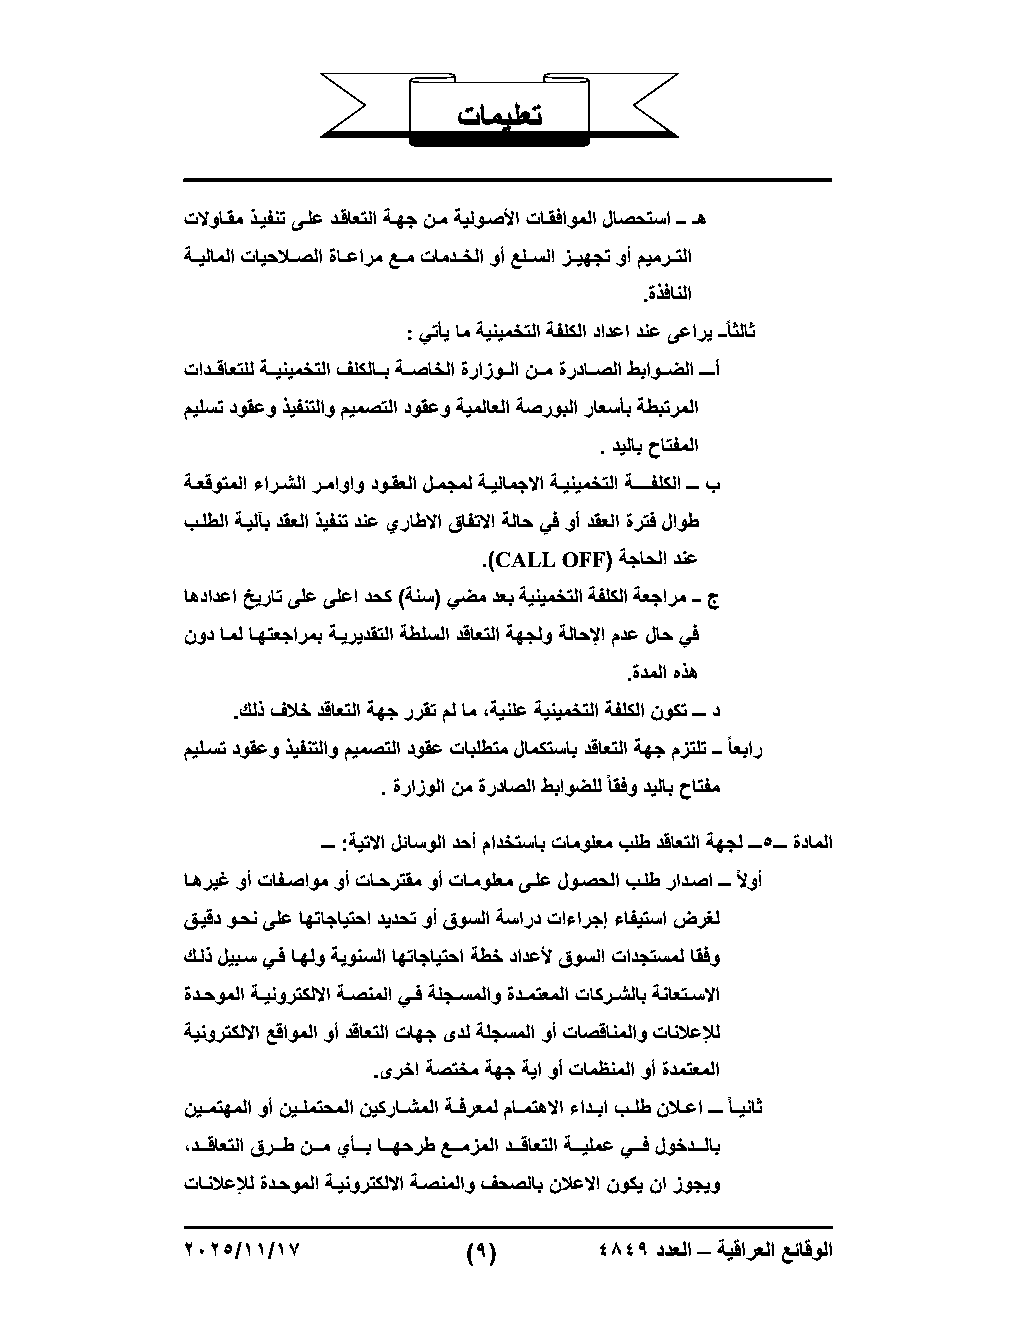 تعليمات
هـ ــ استحصال الموافقات الأصولية من جهة التعاقد على تنفيذ مقاولات
الترميم أو تجهيز السلع أو الخدمات مع مراعاة الصلاحيات المالية
النافذة.
ثالثاًــ يراعى عند اعداد الكلفة التخمينية ما يأتي :
أــ الضوابط الصادرة من الوزارة الخاصة بالكلف التخمينية للتعاقدات
المرتبطة بأسعار البورصة العالمية وعقود التصميم والتنفيذ وعقود تسليم
المفتاح باليد .
ب ــ الكلفة التخمينية الاجمالية لمجمل العقود واوامر الشراء المتوقعة
طوال فترة العقد أو في حالة الاتفاق الاطاري عند تنفيذ العقد بآلية الطلب
عند الحاجة (CALL OFF).
ج ــ مراجعة الكلفة التخمينية بعد مضي (سنة) كحد اعلى على تاريخ اعدادها
في حال عدم الإحالة ولجهة التعاقد السلطة التقديرية بمراجعتها لما دون
هذه المدة.
د ــ تكون الكلفة التخمينية علنية، ما لم تقرر جهة التعاقد خلاف ذلك.
رابعاً ــ تلتزم جهة التعاقد باستكمال متطلبات عقود التصميم والتنفيذ وعقود تسليم
مفتاح باليد وفقاً للضوابط الصادرة من الوزارة .
المادة ــ٥ــ لجهة التعاقد طلب معلومات باستخدام أحد الوسائل الاتية: ــ
أولاً ــ اصدار طلب الحصول على معلومات أو مقترحات أو مواصفات أو غيرها
لغرض استيفاء إجراءات دراسة السوق أو تحديد احتياجاتها على نحو دقيق
وفقا لمستجدات السوق لأعداد خطة احتياجاتها السنوية ولها في سبيل ذلك
الاستعانة بالشركات المعتمدة والمسجلة في المنصة الالكترونية الموحدة
للإعلانات والمناقصات أو المسجلة لدى جهات التعاقد أو المواقع الالكترونية
المعتمدة أو المنظمات أو اية جهة مختصة اخرى.
ثانياً ــ اعلان طلب ابداء الاهتمام لمعرفة المشاركين المحتملين أو المهتمين
بالدخول في عملية التعاقد المزمع طرحها بأي من طرق التعاقد،
ويجوز ان يكون الاعلان بالصحف والمنصة الالكترونية الموحدة للإعلانات
الوقائع العراقية ــ العدد ٤٨٤٩ (٩) ٢٠٢٥/١١/١٧